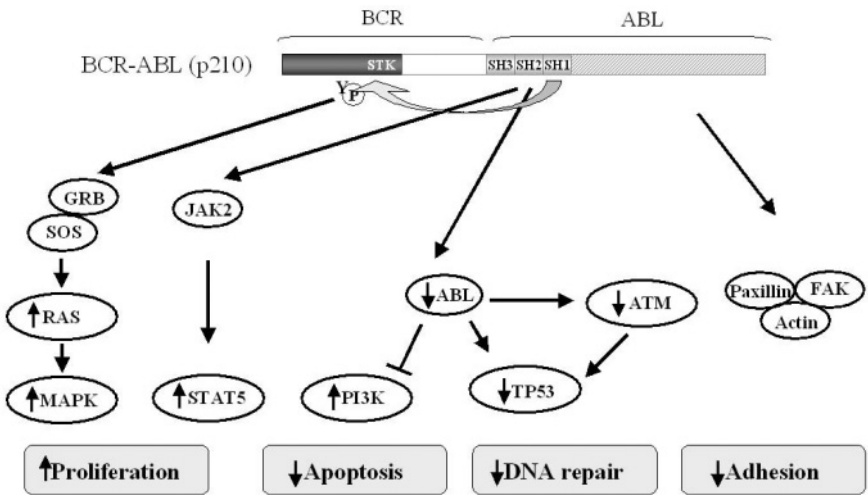 BCR ABL
BCR-ABL (p210) STK SH3 SH2 SH1
Y P
GRB
SOS
JAK2
↑RAS
↓ABL
↓ATM
Paxillin FAK
Actin
↑MAPK
↑STAT5
↑PI3K
↓TP53
↑Proliferation ↓Apoptosis ↓DNA repair ↓Adhesion